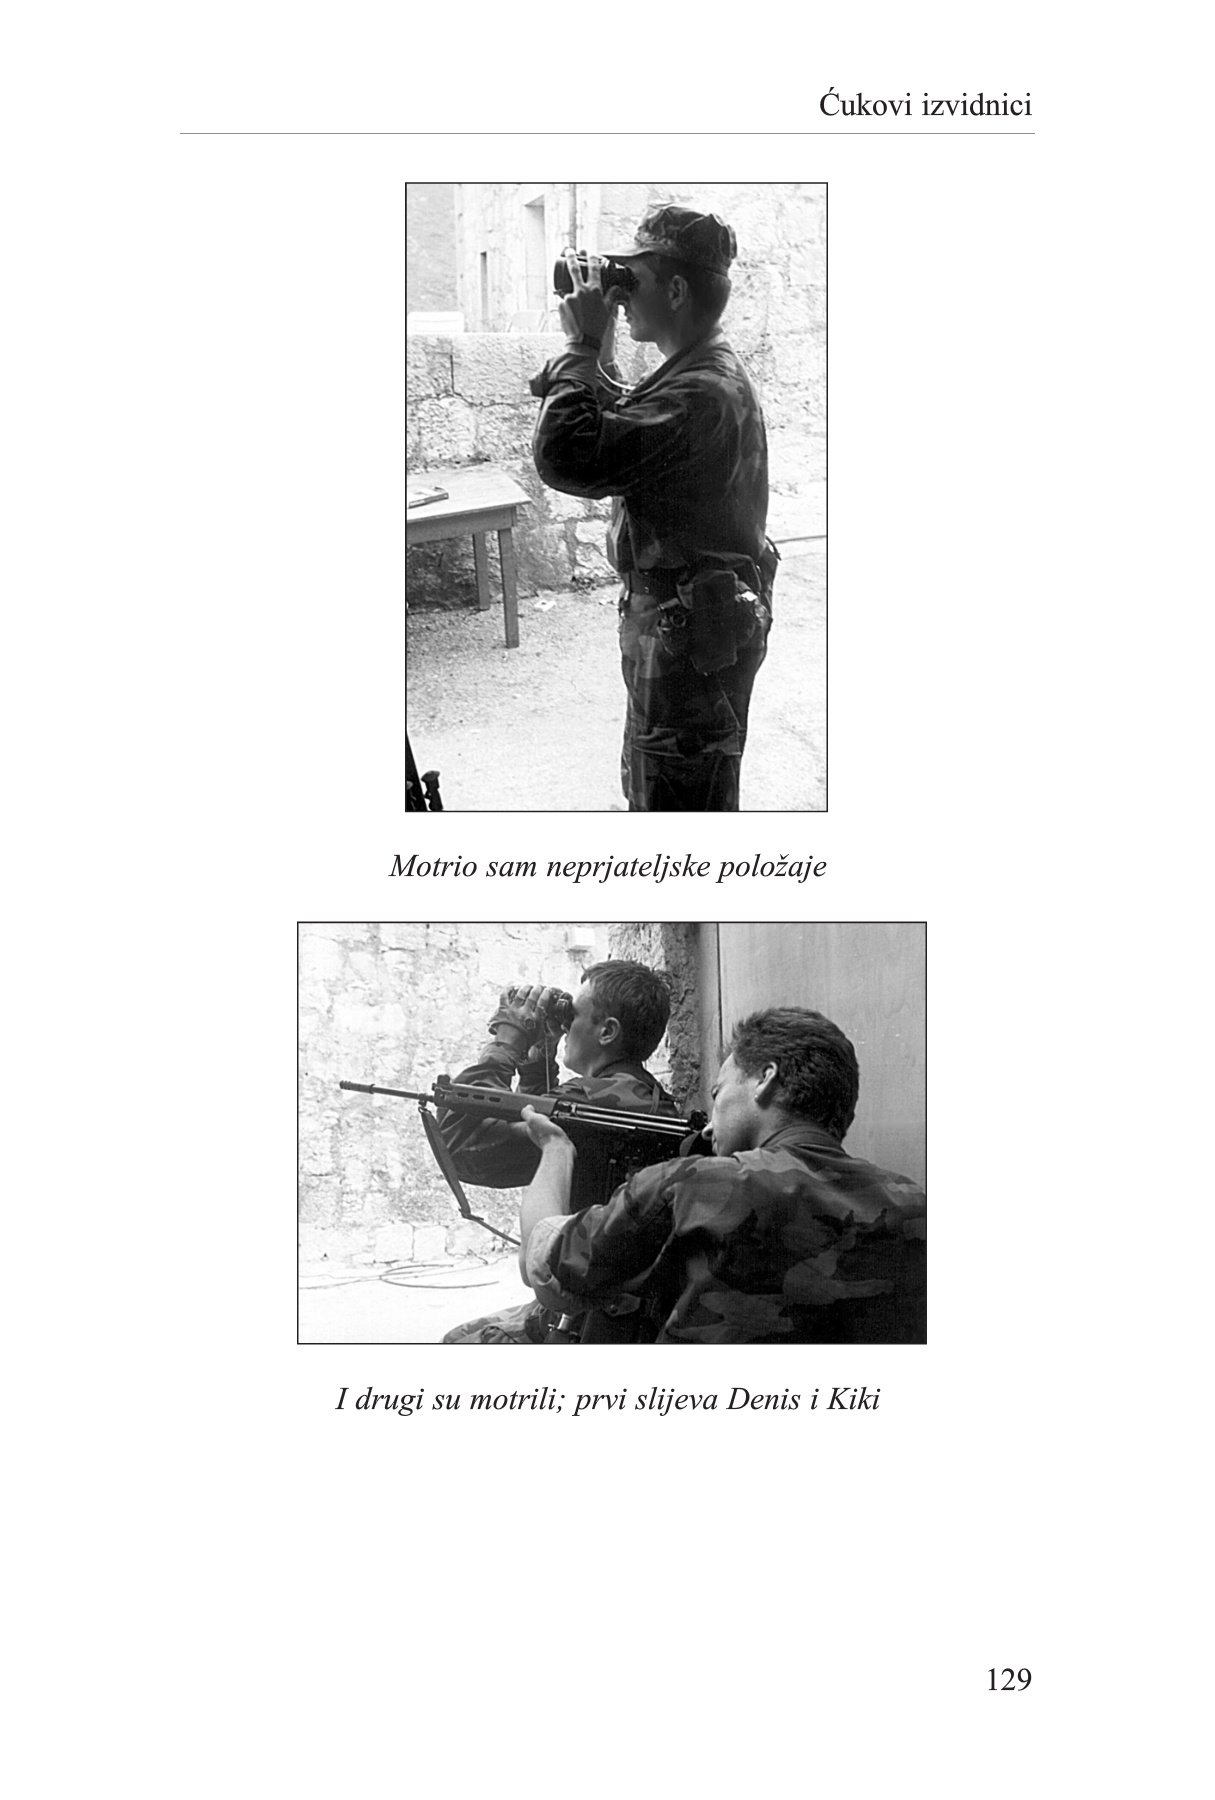 Ćukovi izvidnici
Motrio sam neprjateljske položaje
I drugi su motrili; prvi slijeva Denis i Kiki
129